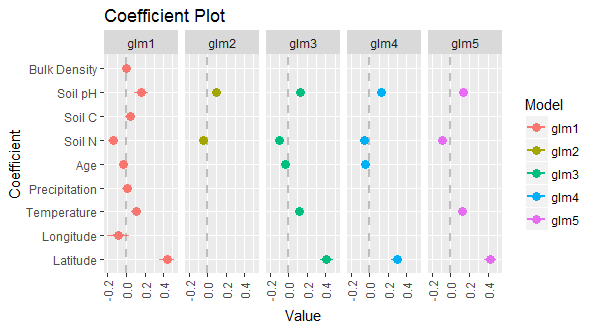 Coefficient Plot
glm1 glm2 glm3 glm4 glm5
Bulk Density
Soil pH
Soil C
Soil N
Age
Precipitation
Temperature
Longitude
Latitude
Coefficient
-0.2 0.0 0.2 0.4 -0.2 0.0 0.2 0.4 -0.2 0.0 0.2 0.4 -0.2 0.0 0.2 0.4 -0.2 0.0 0.2 0.4
Value
Model
glm1
glm2
glm3
glm4
glm5